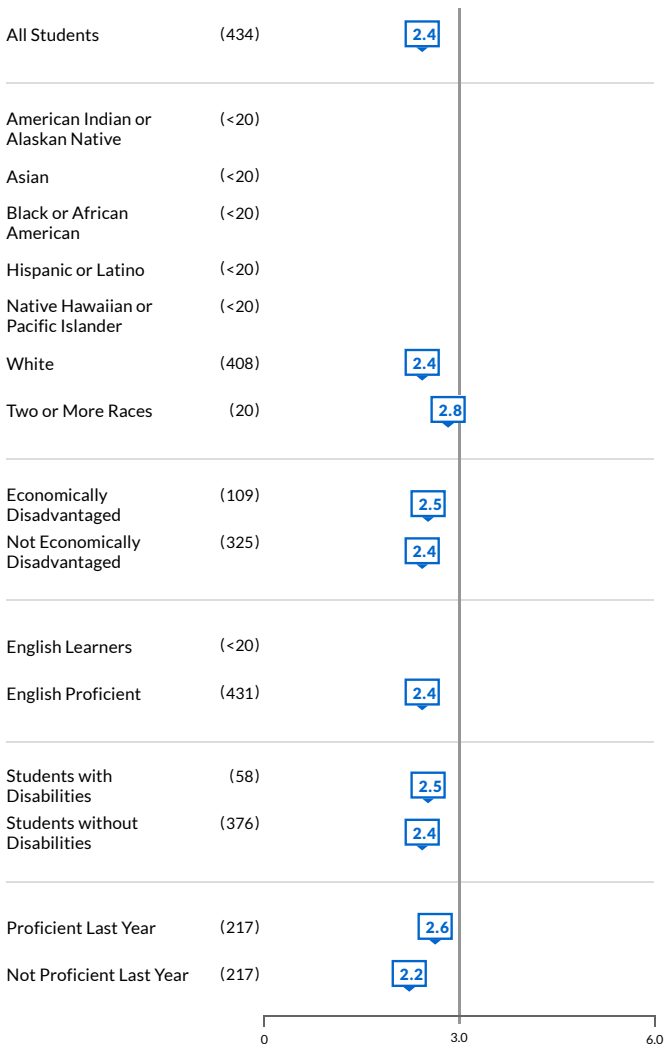 All Students (434) 2.4
American Indian or (<20)
Alaskan Native
Asian (<20)
Black or African (<20)
American
Hispanic or Latino (<20)
Native Hawaiian or (<20)
Pacific Islander
White (408) 2.4
Two or More Races (20) 2.8
Economically (109) 2.5
Disadvantaged
Not Economically (325) 2.4
Disadvantaged
English Learners (<20)
English Proficient (431) 2.4
Students with (58) 2.5
Disabilities
Students without (376) 2.4
Disabilities
Proficient Last Year (217) 2.6
Not Proficient Last Year (217) 2.2
0 3.0 6.0